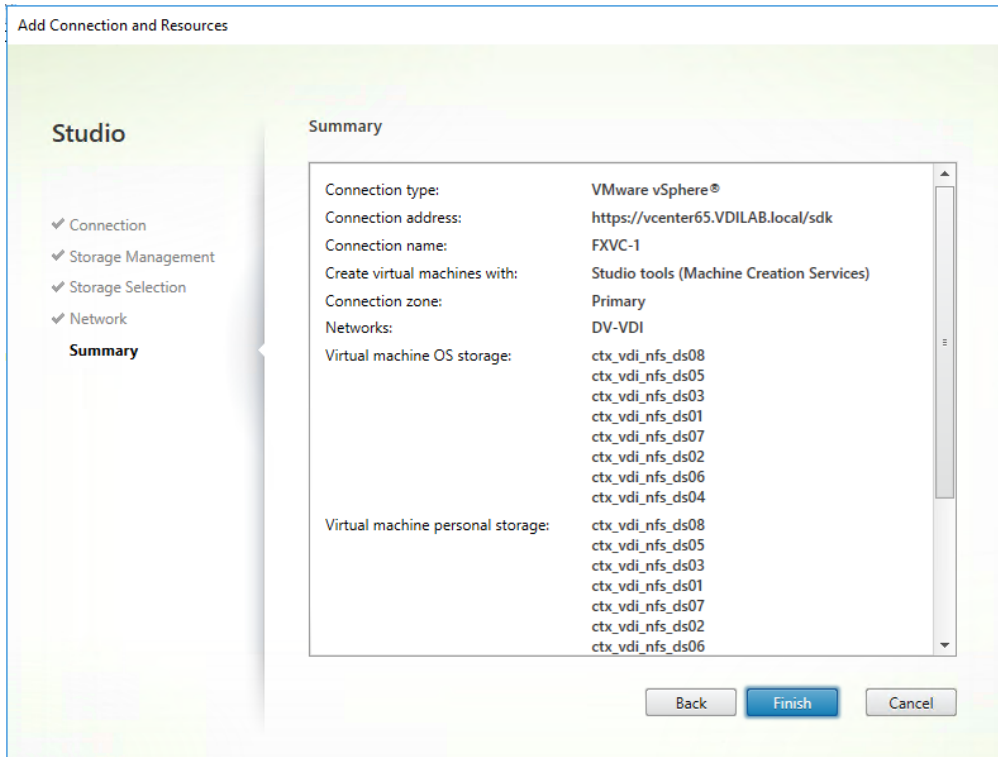 Add Connection and Resources
Studio
Connection
Storage Management
Storage Selection
Network
Summary
Summary
Connection type: VMware vSphere®
Connection address: https://vcenter65.VDILAB.local/sdk
Connection name: FXVC-1
Create virtual machines with: Studio tools (Machine Creation Services)
Connection zone: Primary
Networks: DV-VDI
Virtual machine OS storage: ctx_vdi_nfs_ds08
ctx_vdi_nfs_ds05
ctx_vdi_nfs_ds03
ctx_vdi_nfs_ds01
ctx_vdi_nfs_ds07
ctx_vdi_nfs_ds02
ctx_vdi_nfs_ds06
ctx_vdi_nfs_ds04
Virtual machine personal storage: ctx_vdi_nfs_ds08
ctx_vdi_nfs_ds05
ctx_vdi_nfs_ds03
ctx_vdi_nfs_ds01
ctx_vdi_nfs_ds07
ctx_vdi_nfs_ds02
ctx_vdi_nfs_ds06
Back Finish Cancel